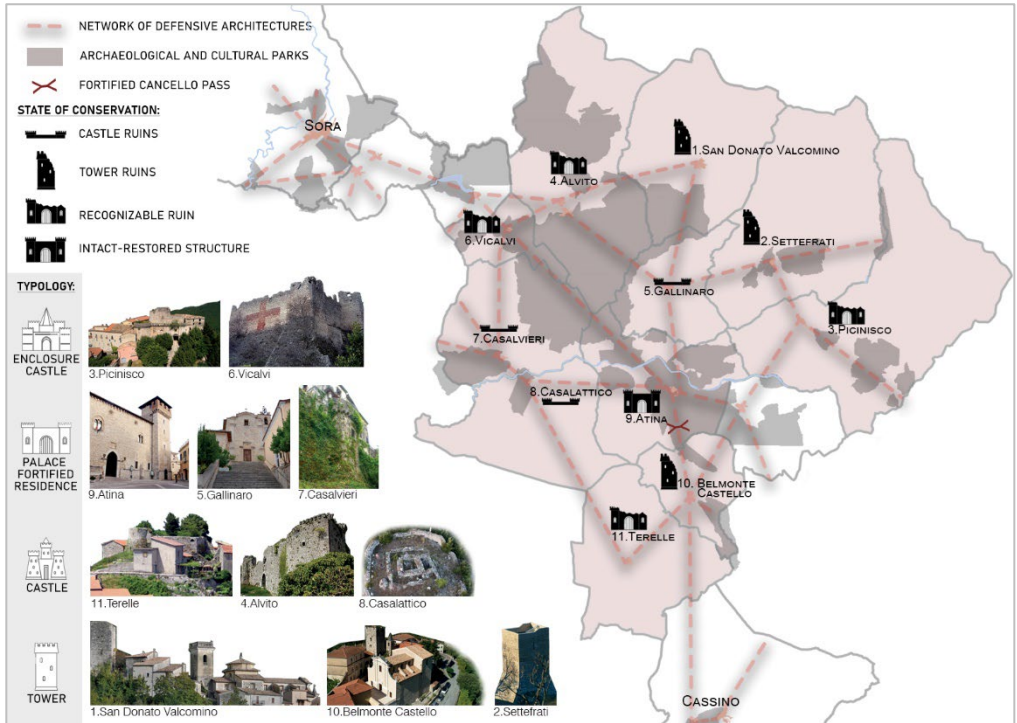 NETWORK OF DEFENSIVE ARCHITECTURES
ARCHAEOLOGICAL AND CULTURAL PARKS
FORTIFIED CANCELLO PASS
STATE OF CONSERVATION:
CASTLE RUINS
TOWER RUINS
RECOGNIZABLE RUIN
INTACT-RESTORED STRUCTURE
TYPOLOGY:
ENCLOSURE
CASTLE
3.Picinisco
6.Vicalvi
PALACE
FORTIFIED
RESIDENCE
9.Atina
5.Gallinaro
7.Casalvieri
CASTLE
11.Terelle
4.Alvito
8.Casalattico
TOWER
1.San Donato Valcomino
10.Belmonte Castello
2.Settefrati
SORA
1.SAN DONATO VALCOMINO
4.ALVITO
6.VICALVI
2.SETTEFRATI
5.GALLINARO
3.PICINISCO
7.CASALVIERI
8.CASALATTICO
9.ATINA
10. BELMONTE
CASTELLO
11.TERELLE
CASSINO